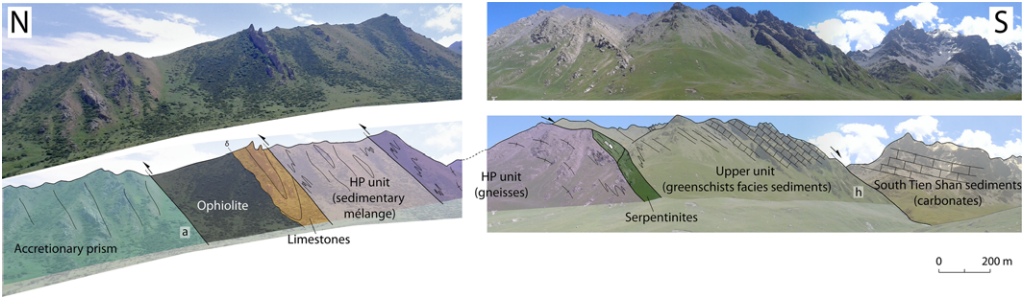 N
S
δ
HP unit
(sedimentary
mélange)
Ophiolite
a
Limestones
Accretionary prism
HP unit
(gneisses)
Upper unit
(greenschists facies sediments)
h
South Tien Shan sediments
(carbonates)
Serpentinites
0
200 m